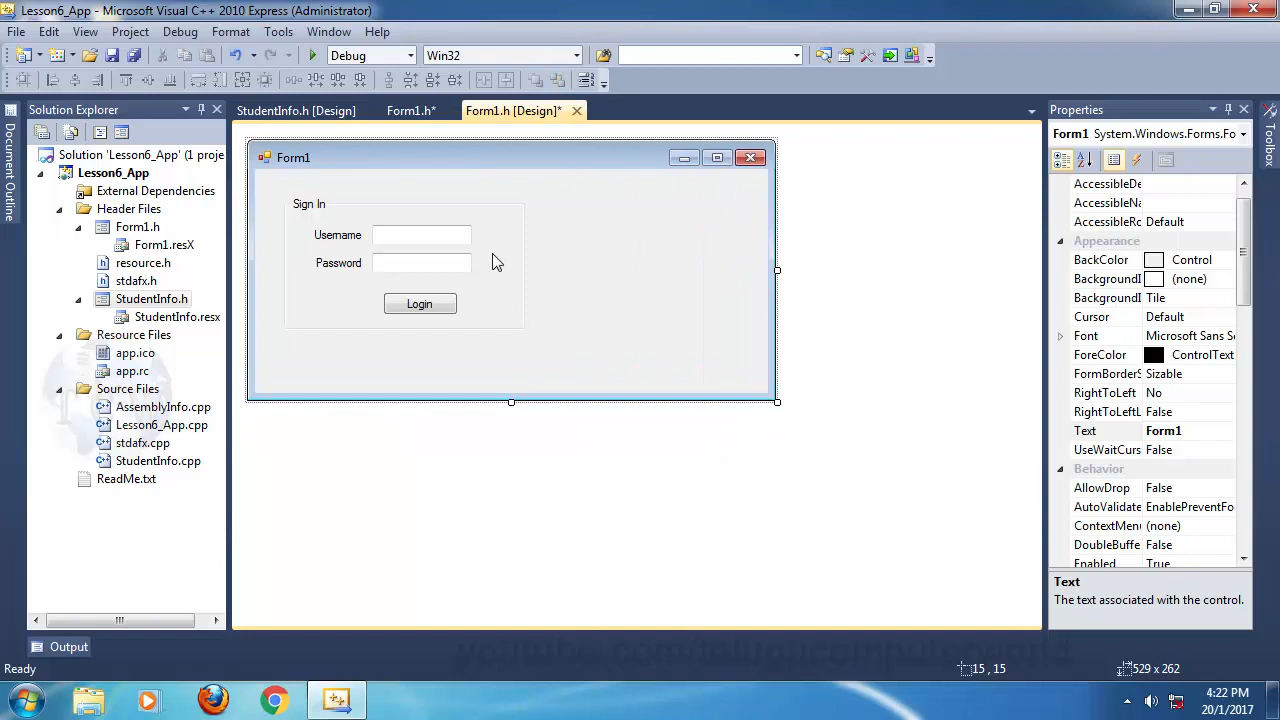 Lesson6_App - Microsoft Visual C++ 2010 Express (Administrator)
File Edit View Project Debug Format Tools Window Help
Debug Win32
Document Outline
Solution Explorer
Solution 'Lesson6_App' (1 proje
Lesson6_App
External Dependencies
Header Files
Form1.h
Form1.resX
resource.h
stdafx.h
StudentInfo.h
StudentInfo.resx
Resource Files
app.ico
app.rc
Source Files
AssemblyInfo.cpp
Lesson6_App.cpp
stdafx.cpp
StudentInfo.cpp
ReadMe.txt
StudentInfo.h [Design] Form1.h* Form1.h [Design]*
Form1
Sign In
Username
Password
Login
Properties
Form1 System.Windows.Forms.Fo
AccessibleDe
AccessibleNa
AccessibleRo Default
Appearance
BackColor Control
BackgroundI (none)
BackgroundI Tile
Cursor Default
Font Microsoft Sans Se
ForeColor ControlText
FormBorderS Sizable
RightToLeft No
RightToLeftL False
Text Form1
UseWaitCurs False
Behavior
AllowDrop False
AutoValidate EnablePreventFo
ContextMenu (none)
DoubleBuffe False
Enabled True
Text
The text associated with the control.
Toolbox
Output
youtube.com/telugucomputerworld
Ready 15 , 15 529 x 262
4:22 PM
20/1/2017